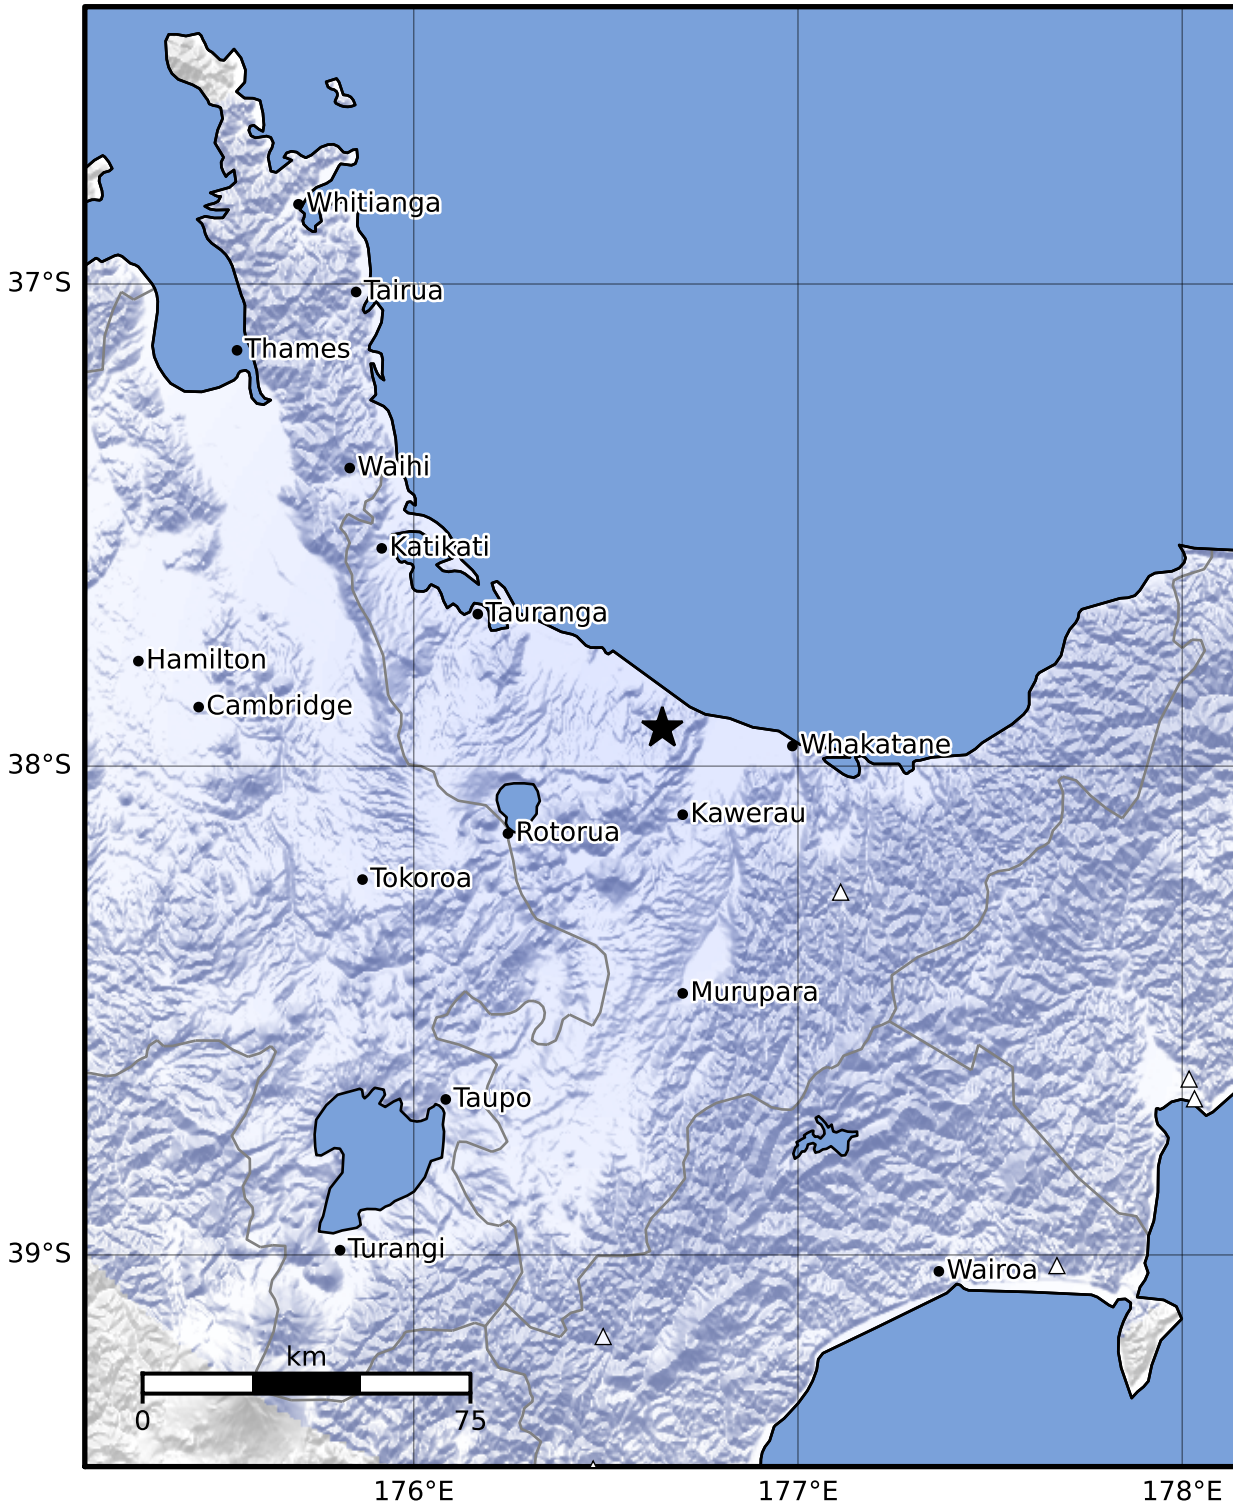 Whitianga
37°S
Tairua
Thames
Waihi
Katikati
Tauranga
Hamilton
Cambridge
Whakatane
38°S
Kawerau
Rotorua
Tokoroa
Murupara
Taupo
Turangi
39°S
Wairoa
km
0
75
176°E
177°E
178°E